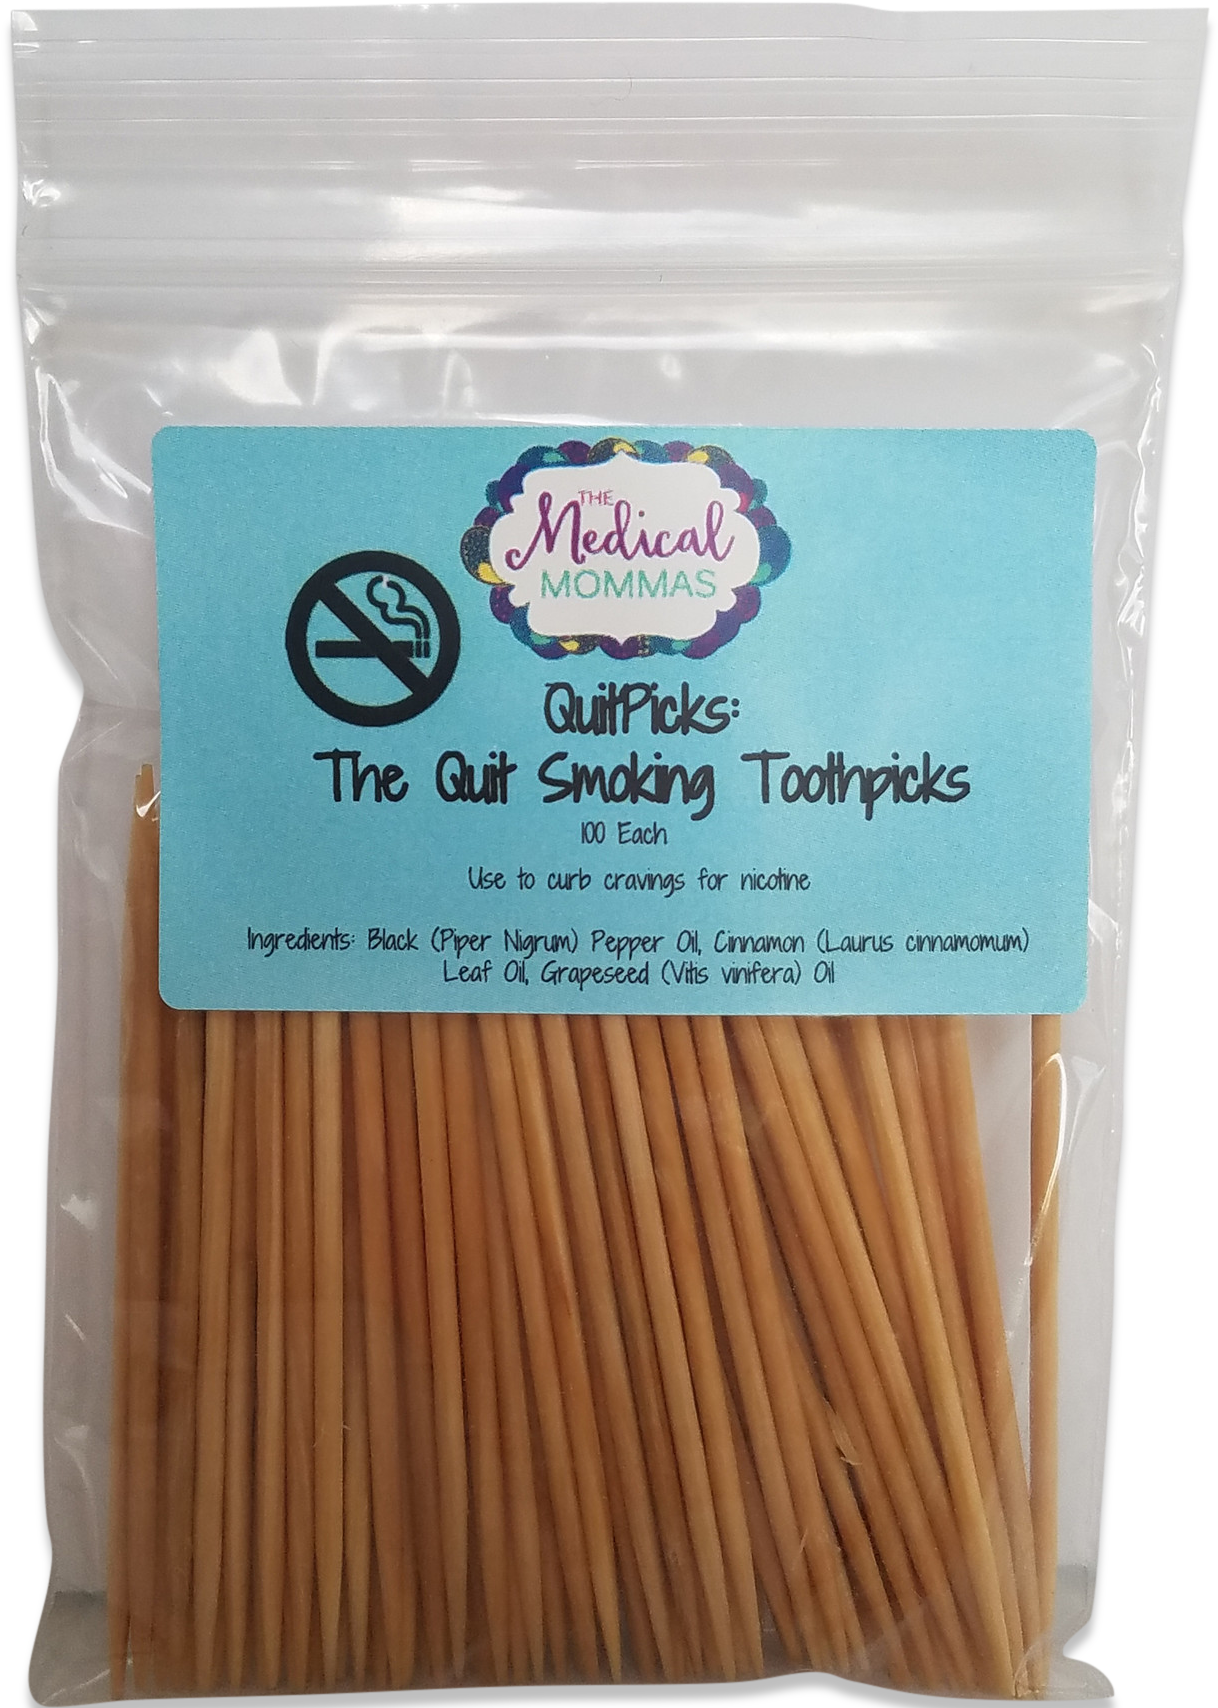 THE
Medical
MOMMAS
QuitPicks:
The Quit Smoking Toothpicks
100 Each
Use to curb cravings for nicotine
Ingredients: Black (Piper Nigrum) Pepper Oil, Cinnamon (Laurus cinnamomum)
Leaf Oil, Grapeseed (Vitis vinifera) Oil